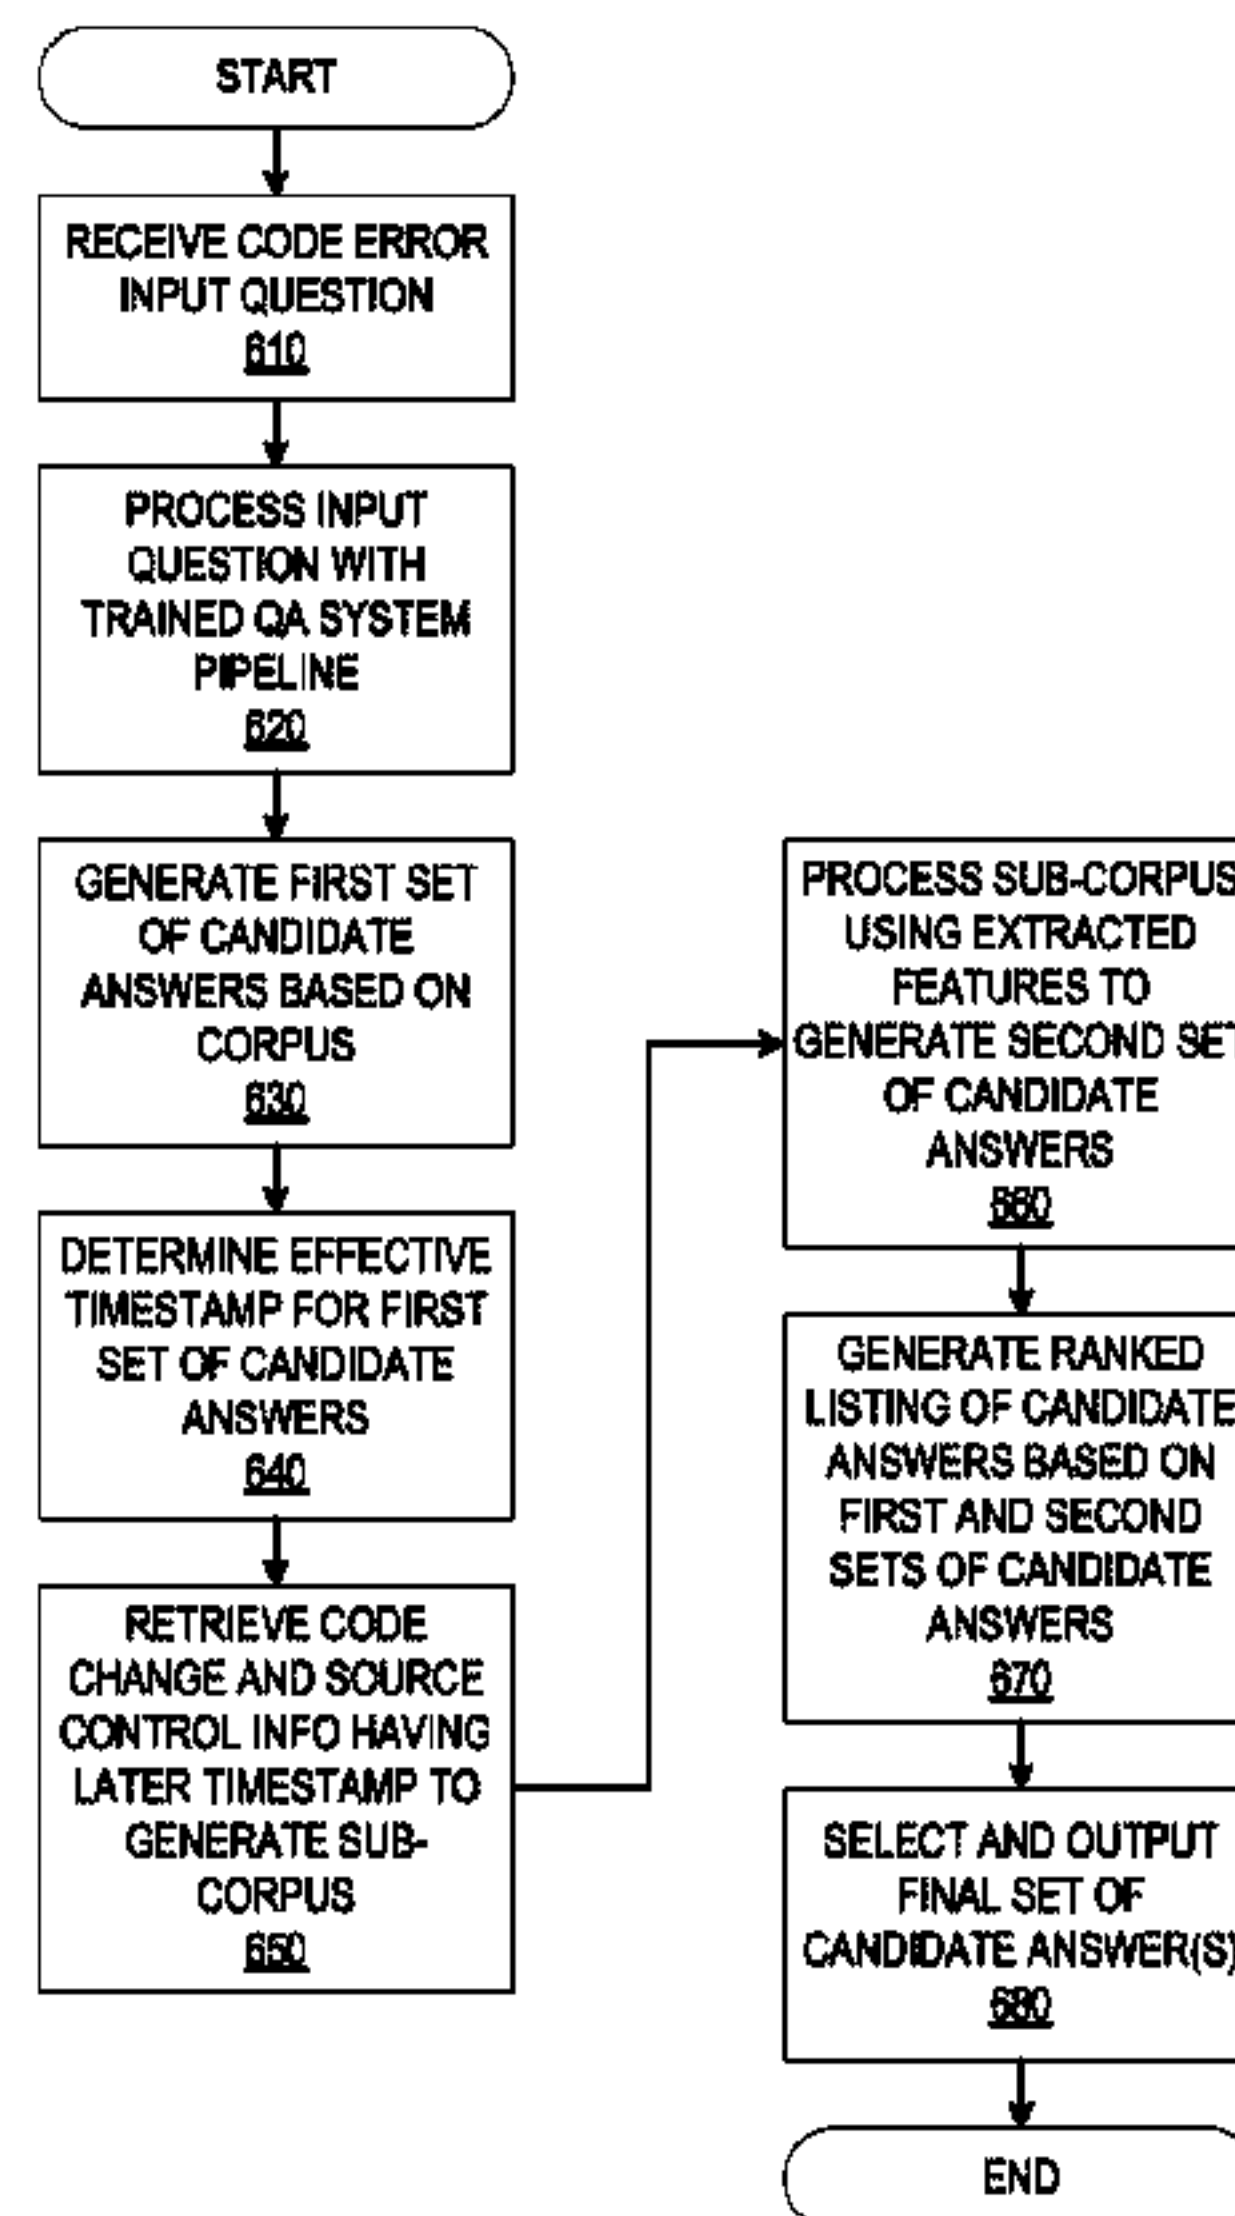 START
RECEIVE CODE ERROR
INPUT QUESTION
610
PROCESS INPUT
QUESTION WITH
TRAINED QA SYSTEM
PIPELINE
620
GENERATE FIRST SET
OF CANDIDATE
ANSWERS BASED ON
CORPUS
630
DETERMINE EFFECTIVE
TIMESTAMP FOR FIRST
SET OF CANDIDATE
ANSWERS
640
RETRIEVE CODE
CHANGE AND SOURCE
CONTROL INFO HAVING
LATER TIMESTAMP TO
GENERATE SUB-
CORPUS
650
PROCESS SUB-CORPUS
USING EXTRACTED
FEATURES TO
GENERATE SECOND SET
OF CANDIDATE
ANSWERS
660
GENERATE RANKED
LISTING OF CANDIDATE
ANSWERS BASED ON
FIRST AND SECOND
SETS OF CANDIDATE
ANSWERS
670
SELECT AND OUTPUT
FINAL SET OF
CANDIDATE ANSWER(S)
680
END